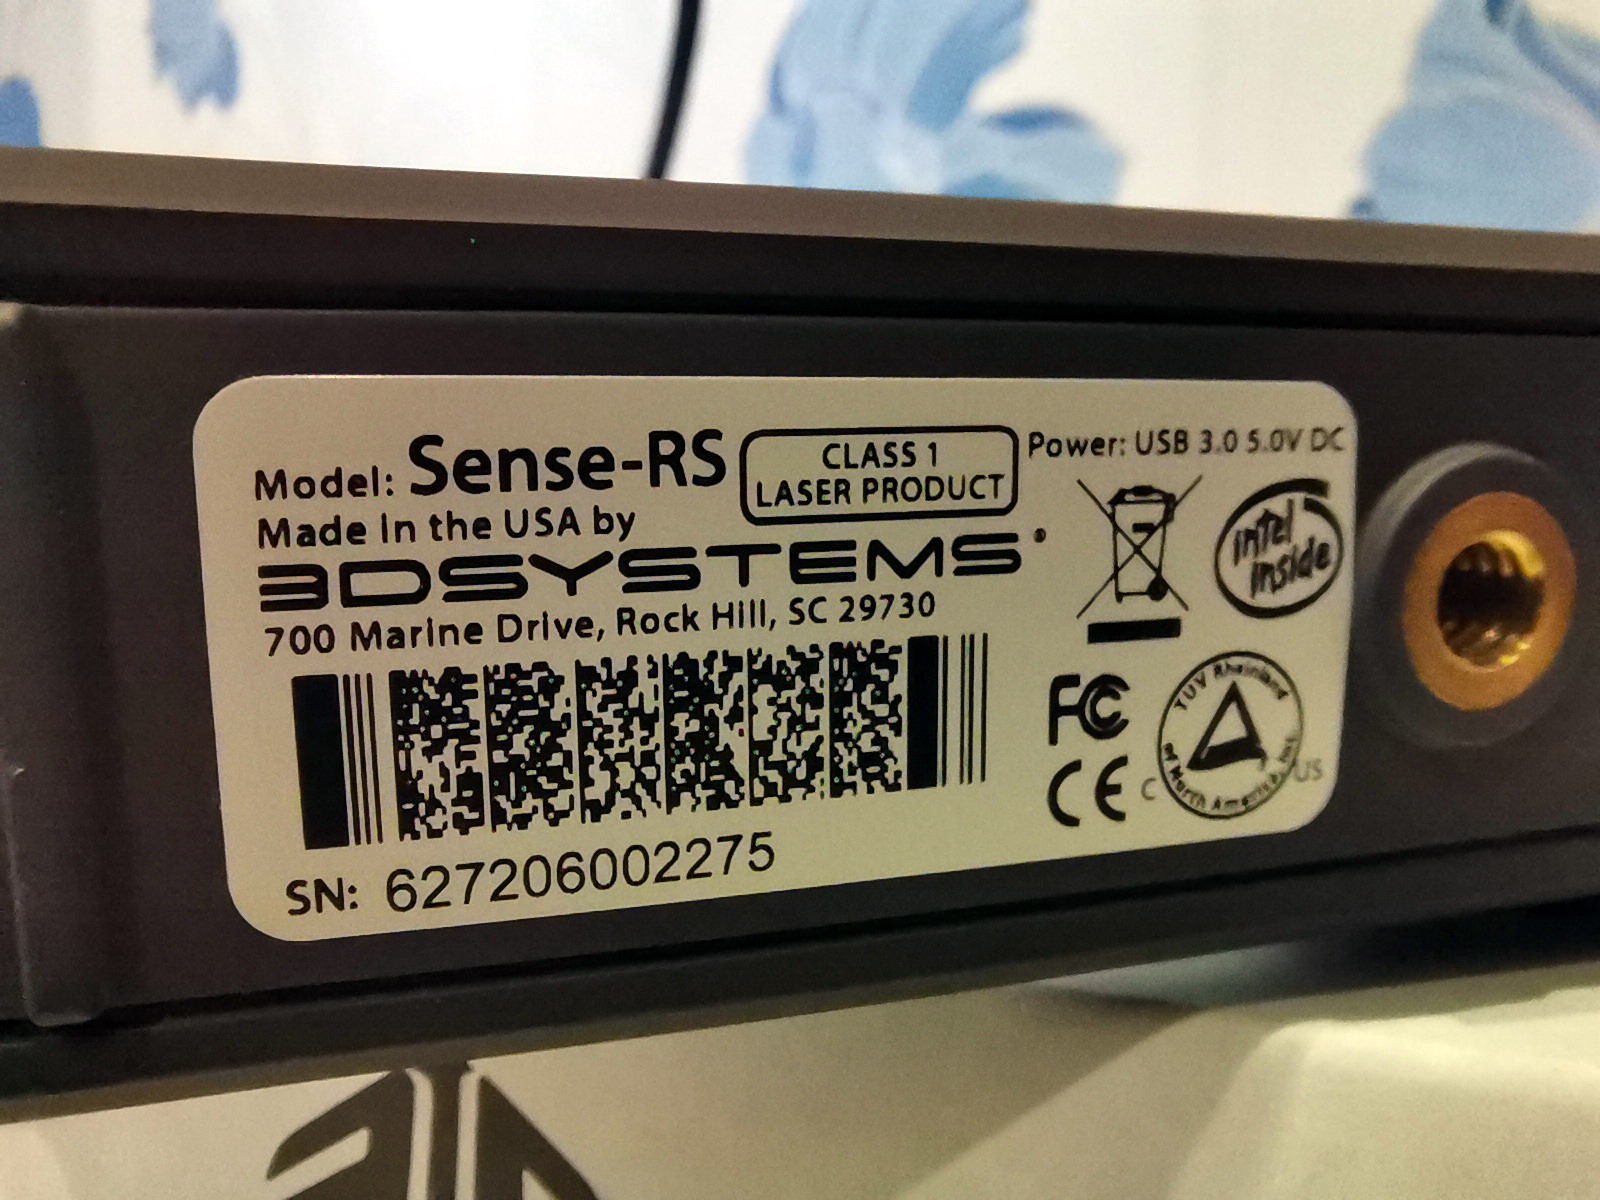 Model: Sense-RS
CLASS 1
LASER PRODUCT
Power: USB 3.0 5.0V DC
Made in the USA by
3DSYSTEMS®
700 Marine Drive, Rock Hill, SC 29730
intel
inside
FC
CE
TUV Rheinland
of North America, Inc.
C US
SN: 627206002275
3D